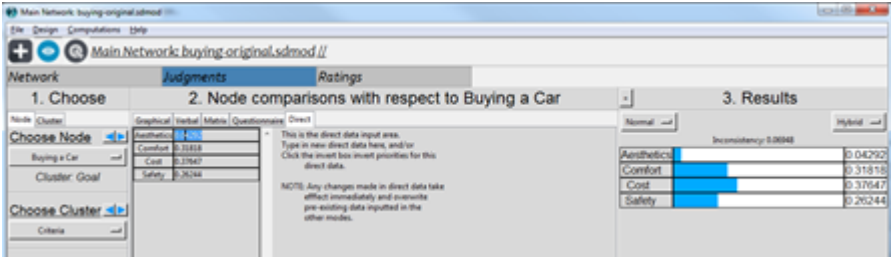 Main Network: buying-original.sdmod
File Design Computations Help
Main Network: buying-original.sdmod //
Network Judgments Ratings
1. Choose
2. Node comparisons with respect to Buying a Car
3. Results
Node Cluster
Graphical Verbal Matrix Questionnaire Direct
Choose Node
Buying a Car
Cluster: Goal
Choose Cluster
Criteria
Aesthetics
Comfort 0.31818
Cost 0.37647
Safety 0.26244
This is the direct data input area.
Type in new direct data here, and/or
Click the invert box invert priorities for this
direct data.
NOTE: Any changes made in direct data take
efffect immediately and overwrite
pre-existing data inputted in the
other modes.
Normal Hybrid
Inconsistency: 0.06948
Aesthetics 0.04292
Comfort 0.31818
Cost 0.37647
Safety 0.26244